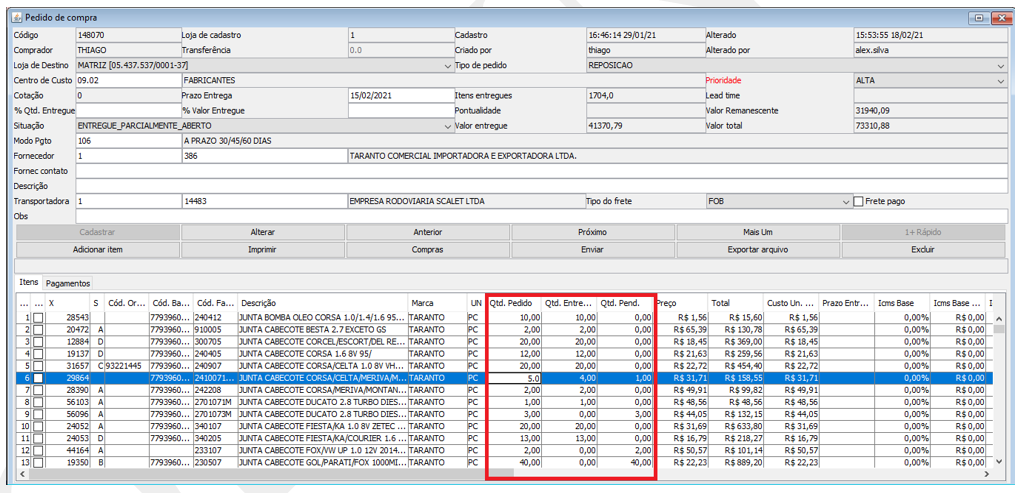 Pedido de compra
Código 148070 Loja de cadastro 1 Cadastro 16:46:14 29/01/21 Alterado 15:53:55 18/02/21
Comprador THIAGO Transferência 0.0 Criado por thiago Alterado por alex.silva
Loja de Destino MATRIZ [05.437.537/0001-37] Tipo de pedido REPOSICAO
Centro de Custo 09.02 FABRICANTES Prioridade ALTA
Cotação 0 Prazo Entrega 15/02/2021 Itens entregues 1704,0 Lead time
% Qtd. Entregue % Valor Entregue Pontualidade Valor Remanescente 31940,09
Situação ENTREGUE_PARCIALMENTE_ABERTO Valor entregue 41370,79 Valor total 73310,88
Modo Pgto 106 A PRAZO 30/45/60 DIAS
Fornecedor 1 386 TARANTO COMERCIAL IMPORTADORA E EXPORTADORA LTDA.
Fornec contato
Descrição
Transportadora 1 14483 EMPRESA RODOVIARIA SCALET LTDA Tipo do frete FOB Frete pago
Obs
Cadastrar Alterar Anterior Próximo Mais Um 1+ Rápido
Adicionar item Imprimir Compras Enviar Exportar arquivo Excluir
Itens Pagamentos
... ... X S Cód. Or... Cód. Ba... Cód. Fa... Descrição Marca UN Qtd. Pedido Qtd. Entre... Qtd. Pend. Preço Total Custo Un. ... Prazo Entr... Icms Base Icms Base ... I
1 28543 7793960... 240412 JUNTA BOMBA OLEO CORSA 1.0/1.4/1.6 95... TARANTO PC 10,00 10,00 0,00 R$ 1,56 R$ 15,60 R$ 1,56 0,00% R$ 0,00
2 20472 A 7793960... 910005 JUNTA CABECOTE BESTA 2.7 EXCETO GS TARANTO PC 2,00 2,00 0,00 R$ 65,39 R$ 130,78 R$ 65,39 0,00% R$ 0,00
3 12884 D 7793960... 300705 JUNTA CABECOTE CORCEL/ESCORT/DEL RE... TARANTO PC 20,00 20,00 0,00 R$ 18,45 R$ 369,00 R$ 18,45 0,00% R$ 0,00
4 19137 D 7793960... 240405 JUNTA CABECOTE CORSA 1.6 8V 95/ TARANTO PC 12,00 12,00 0,00 R$ 21,63 R$ 259,56 R$ 21,63 0,00% R$ 0,00
5 31657 C 93221445 7793960... 240907 JUNTA CABECOTE CORSA/CELTA 1.0 8V VH... TARANTO PC 20,00 20,00 0,00 R$ 22,72 R$ 454,40 R$ 22,72 0,00% R$ 0,00
6 29864 7793960... 2410071... JUNTA CABECOTE CORSA/CELTA/MERIVA/M... TARANTO PC 5.0 4,00 1,00 R$ 31,71 R$ 158,55 R$ 31,71 0,00% R$ 0,00
7 28390 A 7793960... 242208 JUNTA CABECOTE CORSA/MERIVA/MONTAN... TARANTO PC 2,00 2,00 0,00 R$ 49,91 R$ 99,82 R$ 49,91 0,00% R$ 0,00
8 56103 A 7793960... 2701071M JUNTA CABECOTE DUCATO 2.8 TURBO DIES... TARANTO PC 1,00 1,00 0,00 R$ 48,56 R$ 48,56 R$ 48,56 0,00% R$ 0,00
9 56096 A 7793960... 2701073M JUNTA CABECOTE DUCATO 2.8 TURBO DIES... TARANTO PC 3,00 0,00 3,00 R$ 44,05 R$ 132,15 R$ 44,05 0,00% R$ 0,00
10 24052 A 7793960... 340107 JUNTA CABECOTE FIESTA/KA 1.0 8V ZETEC ... TARANTO PC 20,00 20,00 0,00 R$ 31,69 R$ 633,80 R$ 31,69 0,00% R$ 0,00
11 24053 D 7793960... 340205 JUNTA CABECOTE FIESTA/KA/COURIER 1.6 ... TARANTO PC 13,00 13,00 0,00 R$ 16,79 R$ 218,27 R$ 16,79 0,00% R$ 0,00
12 44164 A 233107 JUNTA CABECOTE FOX/VW UP 1.0 12V 2014... TARANTO PC 2,00 0,00 2,00 R$ 50,57 R$ 101,14 R$ 50,57 0,00% R$ 0,00
13 19350 B 7793960... 230507 JUNTA CABECOTE GOL/PARATI/FOX 1000MI... TARANTO PC 40,00 0,00 40,00 R$ 22,23 R$ 889,20 R$ 22,23 0,00% R$ 0,00